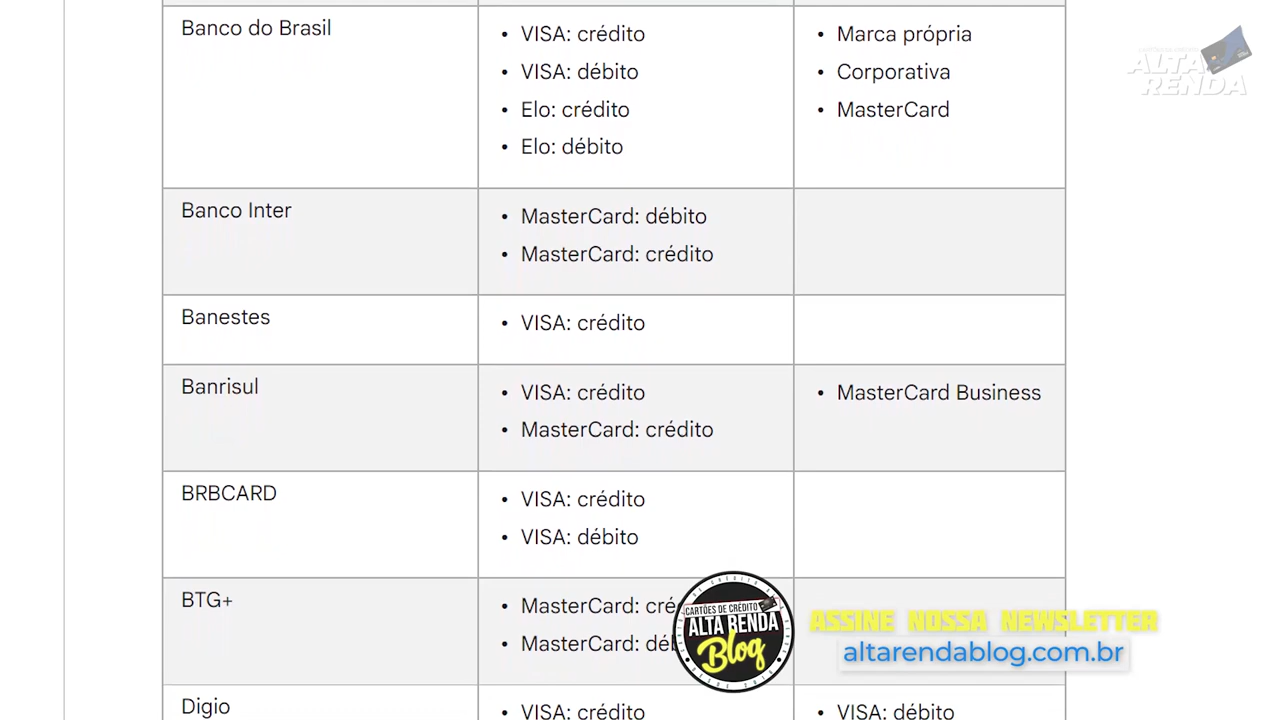 Banco do Brasil
• VISA: crédito
• VISA: débito
• Elo: crédito
• Elo: débito
• Marca própria
• Corporativa
• MasterCard
ALTA
RENDA
Banco Inter
• MasterCard: débito
• MasterCard: crédito
Banestes
• VISA: crédito
Banrisul
• VISA: crédito
• MasterCard: crédito
• MasterCard Business
BRBCARD
• VISA: crédito
• VISA: débito
BTG+
• MasterCard: cré
• MasterCard: déb
CARTÕES DE CRÉDITO
ALTA RENDA
Blog
ASSINE NOSSA NEWSLETTER
altarendablog.com.br
Digio
• VISA: crédito
• VISA: débito